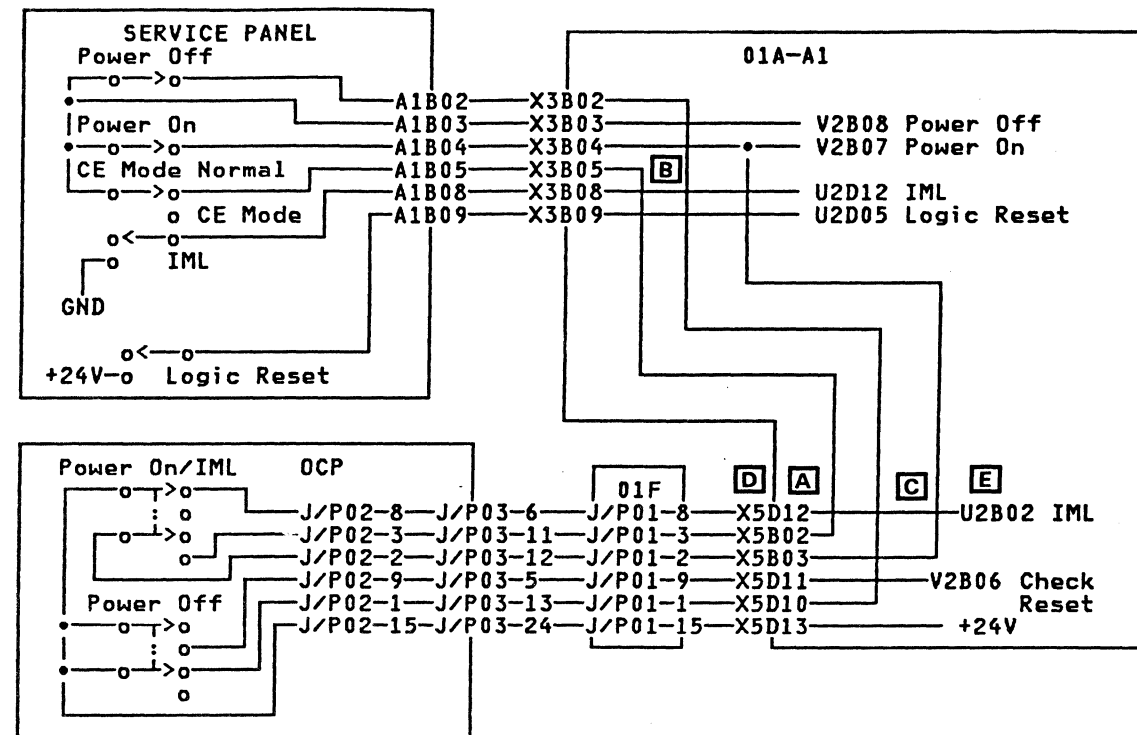 SERVICE PANEL
Power Off
01A-A1
A1B02 X3B02
A1B03 X3B03 V2B08 Power Off
Power On
A1B04 X3B04 V2B07 Power On
CE Mode Normal
A1B05 X3B05 B
A1B08 X3B08 U2D12 IML
CE Mode
A1B09 X3B09 U2D05 Logic Reset
IML
GND
+24V Logic Reset
Power On/IML OCP
01F D A C E
J/P02-8 J/P03-6 J/P01-8 X5D12 U2B02 IML
J/P02-3 J/P03-11 J/P01-3 X5B02
J/P02-2 J/P03-12 J/P01-2 X5B03
J/P02-9 J/P03-5 J/P01-9 X5D11 V2B06 Check
Power Off
J/P02-1 J/P03-13 J/P01-1 X5D10 Reset
J/P02-15 J/P03-24 J/P01-15 X5D13 +24V